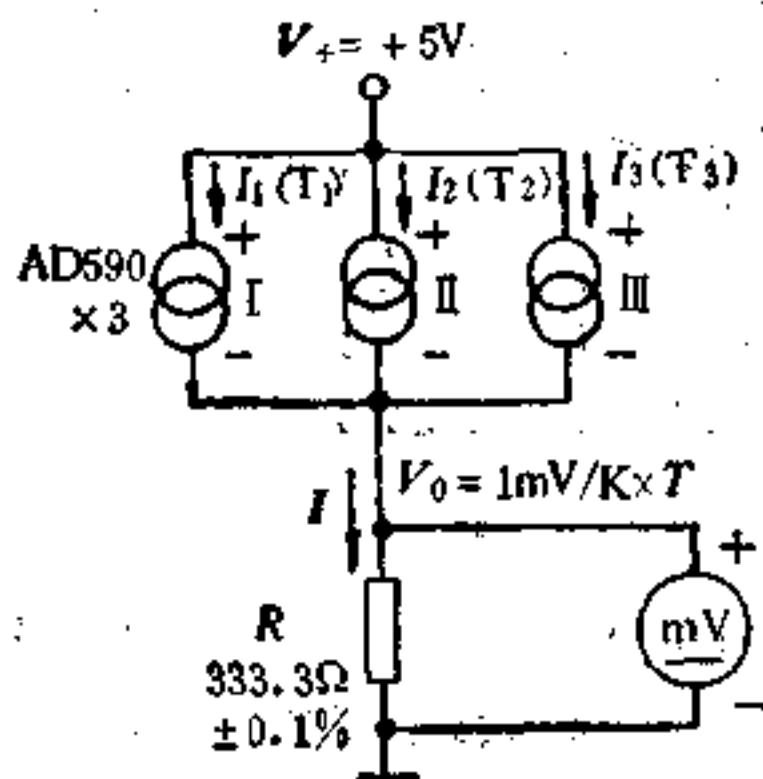 V₊ = + 5V
I₁(T₁) I₂(T₂) I₃(T₃)
+ + +
AD590 I II III
×3
− − −
I V₀ = 1mV/K×T
+
R mV
333.3Ω
±0.1% −